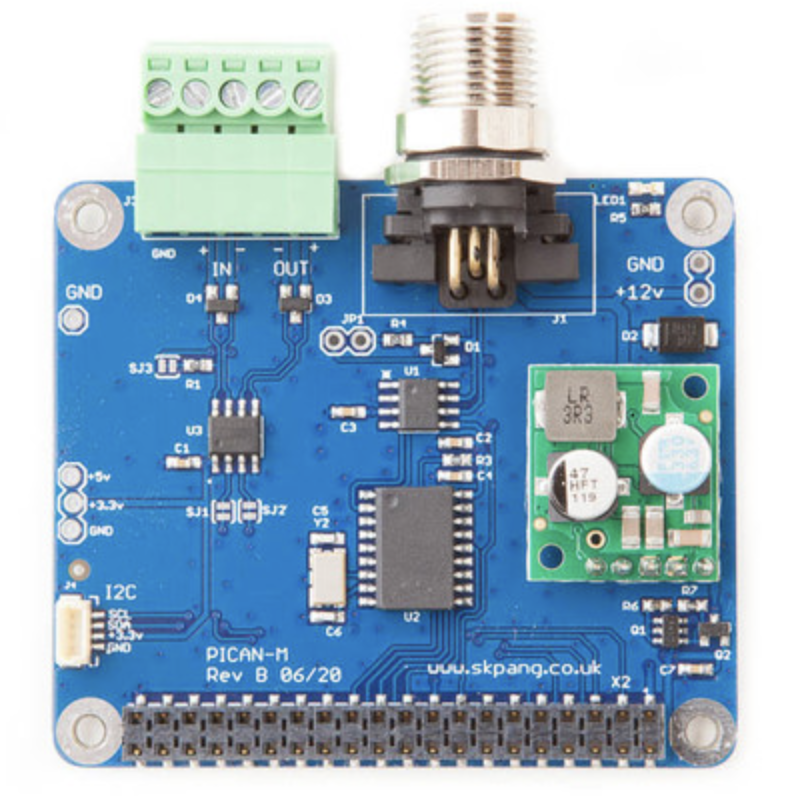 LED1
R5
GND
+ - - +
IN OUT
GND
+12v
GND
D4
D3
JP1
R4
J1
D2
D1
SJ3
R1
U1
LR
3R3
C3
U3
C2
R3
C4
C1
47
HFT
119
+5v
+3.3v
GND
SJ1
SJ2
C5
Y2
J4
I2C
SCL
SDA
+3.3v
GND
U2
C6
R7
R6
Q1
Q2
C7
PICAN-M
Rev B 06/20
www.skpang.co.uk
X2